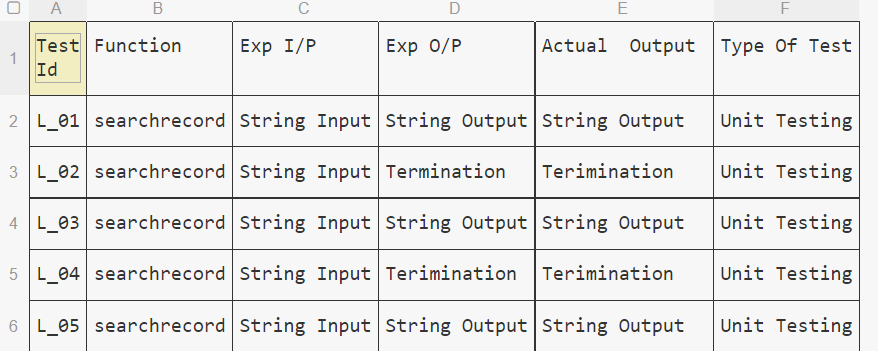 A B C D E F
1 Test Id Function Exp I/P Exp O/P Actual Output Type Of Test
2 L_01 searchrecord String Input String Output String Output Unit Testing
3 L_02 searchrecord String Input Termination Terimination Unit Testing
4 L_03 searchrecord String Input String Output String Output Unit Testing
5 L_04 searchrecord String Input Terimination Terimination Unit Testing
6 L_05 searchrecord String Input String Output String Output Unit Testing